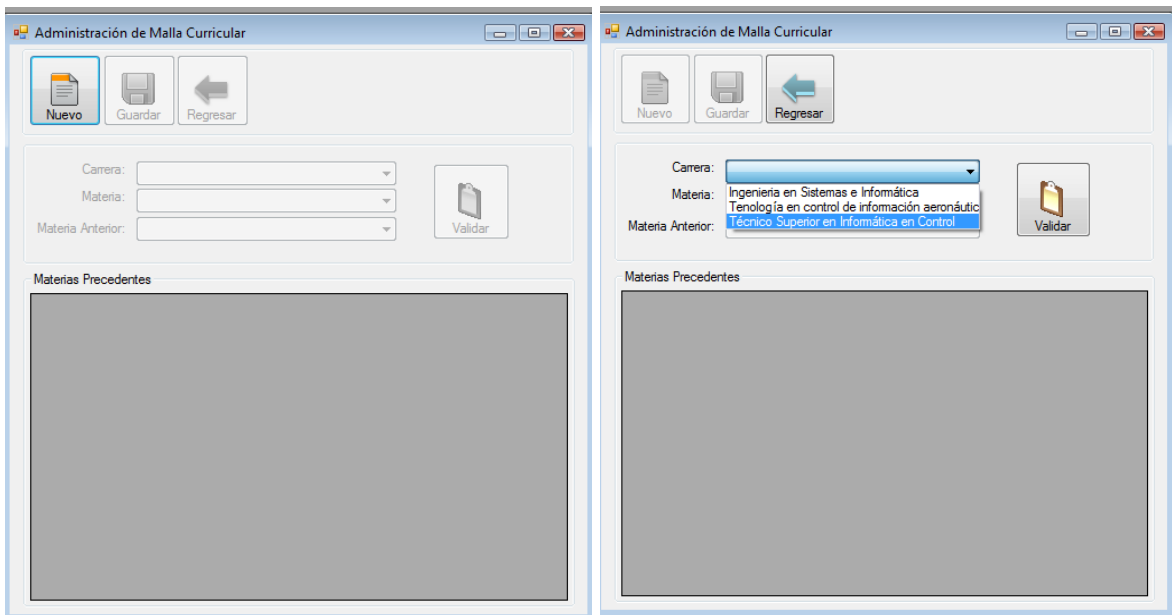 Administración de Malla Curricular
Nuevo Guardar Regresar
Carrera:
Materia:
Materia Anterior:
Validar
Materias Precedentes
Administración de Malla Curricular
Nuevo Guardar Regresar
Carrera:
Materia:
Materia Anterior:
Ingenieria en Sistemas e Informática
Tenología en control de información aeronáutic
Técnico Superior en Informática en Control
Validar
Materias Precedentes